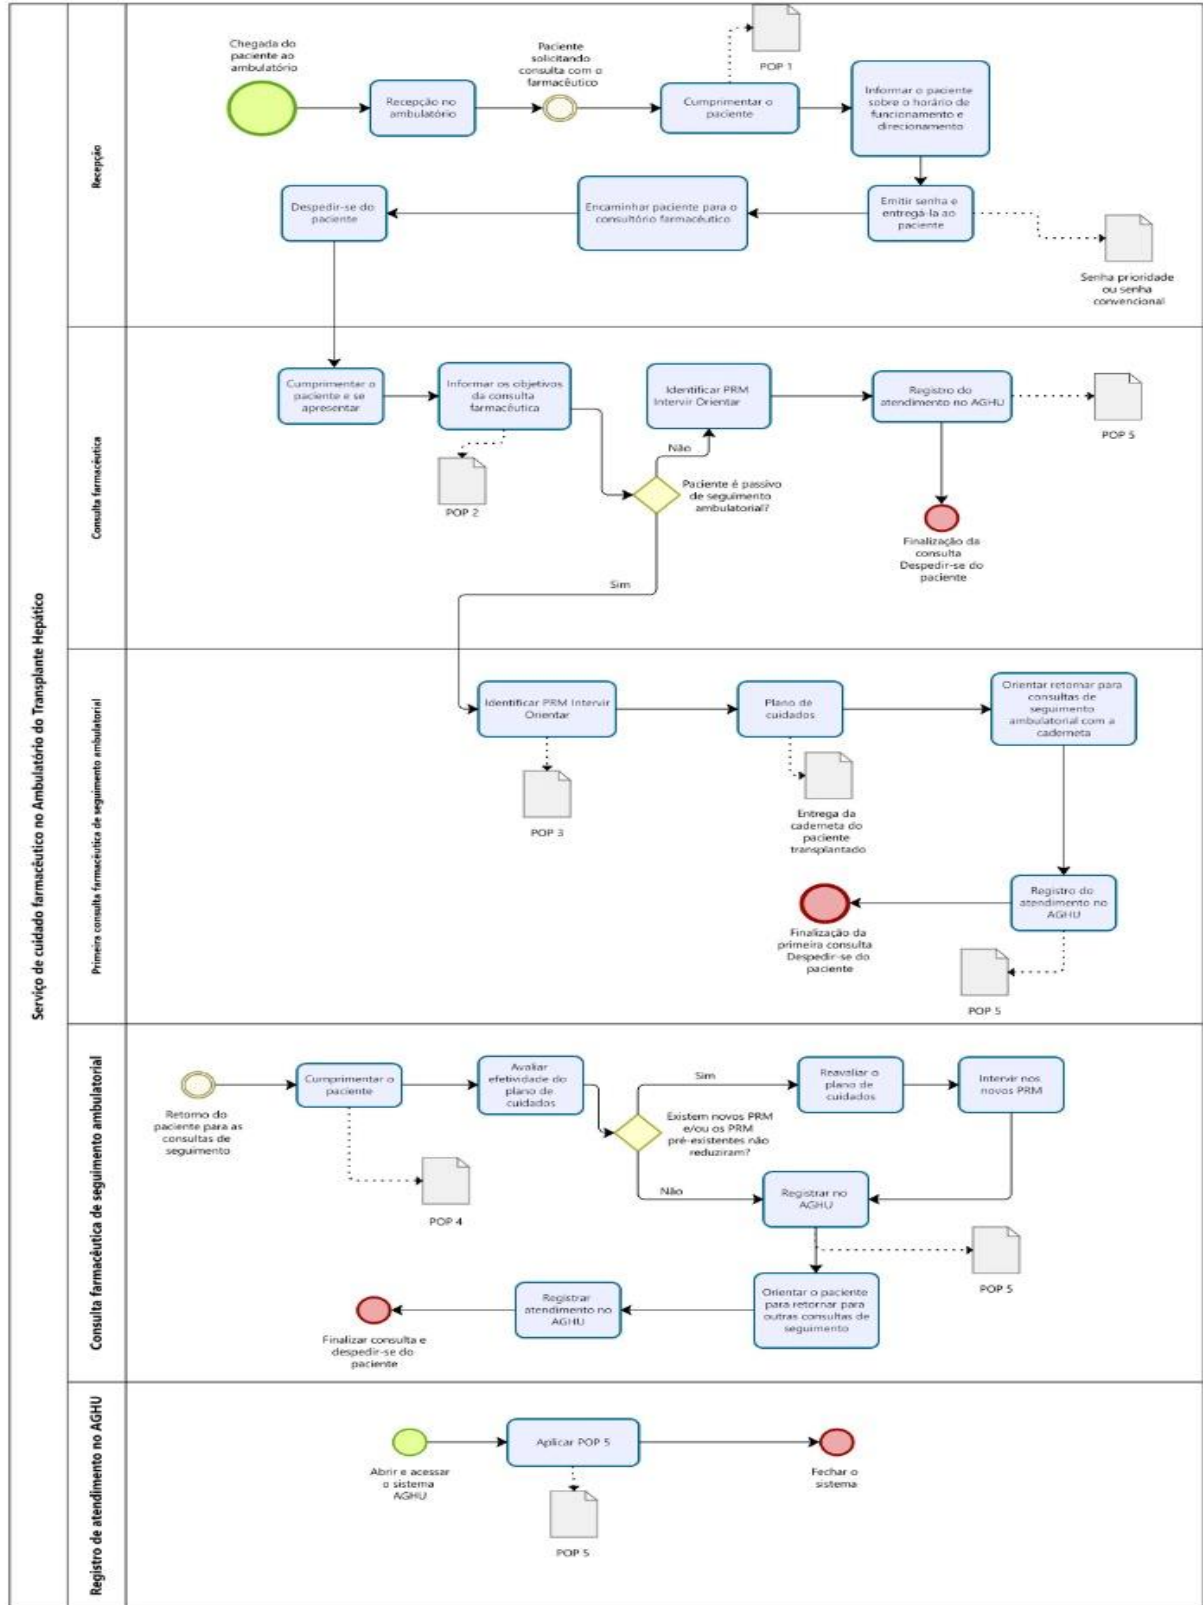 Serviço de cuidado farmacêutico no Ambulatório do Transplante Hepático
Recepção
Chegada do
paciente ao
ambulatório
Recepção no
ambulatório
Paciente
solicitando
consulta com o
farmacêutico
Cumprimentar o
paciente
POP 1
Informar o paciente
sobre o horário de
funcionamento e
direcionamento
Emitir senha e
entregá-la ao
paciente
Senha prioridade
ou senha
convencional
Encaminhar paciente para o
consultório farmacêutico
Despedir-se do
paciente
Consulta farmacêutica
Cumprimentar o
paciente e se
apresentar
Informar os objetivos
da consulta
farmacêutica
POP 2
Paciente é passivo
de seguimento
ambulatorial?
Não
Identificar PRM
Intervir Orientar
Registro do
atendimento no AGHU
POP 5
Finalização da
consulta
Despedir-se do
paciente
Sim
Primeira consulta farmacêutica de seguimento ambulatorial
Identificar PRM Intervir
Orientar
POP 3
Plano de
cuidados
Entrega da
caderneta do
paciente
transplantado
Orientar retornar para
consultas de
seguimento
ambulatorial com a
caderneta
Registro do
atendimento no
AGHU
POP 5
Finalização da
primeira consulta
Despedir-se do
paciente
Consulta farmacêutica de seguimento ambulatorial
Retorno do
paciente para as
consultas de
seguimento
Cumprimentar o
paciente
POP 4
Avaliar
efetividade do
plano de
cuidados
Existem novos PRM
e/ou os PRM
pré-existentes não
reduziram?
Sim
Reavaliar o
plano de
cuidados
Intervir nos
novos PRM
Não
Registrar no
AGHU
POP 5
Orientar o paciente
para retornar para
outras consultas de
seguimento
Registrar
atendimento no
AGHU
Finalizar consulta e
despedir-se do
paciente
Registro de atendimento no AGHU
Abrir e acessar
o sistema
AGHU
Aplicar POP 5
POP 5
Fechar o
sistema